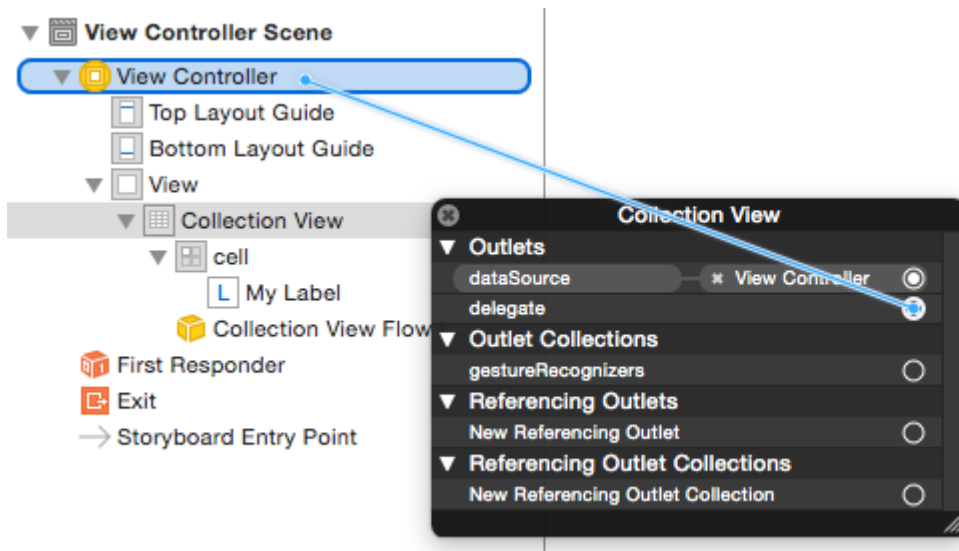 View Controller Scene
View Controller
Top Layout Guide
Bottom Layout Guide
View
Collection View
cell
L My Label
Collection View Flow
First Responder
Exit
Storyboard Entry Point
Collection View
Outlets
dataSource View Controller
delegate
Outlet Collections
gestureRecognizers
Referencing Outlets
New Referencing Outlet
Referencing Outlet Collections
New Referencing Outlet Collection